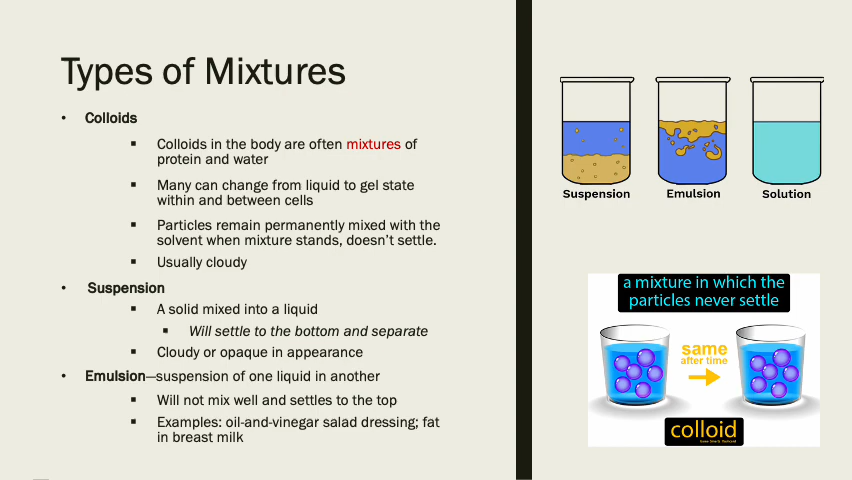 Types of Mixtures
• Colloids
▪ Colloids in the body are often mixtures of
protein and water
▪ Many can change from liquid to gel state
within and between cells
▪ Particles remain permanently mixed with the
solvent when mixture stands, doesn’t settle.
▪ Usually cloudy
• Suspension
▪ A solid mixed into a liquid
▪ Will settle to the bottom and separate
▪ Cloudy or opaque in appearance
• Emulsion—suspension of one liquid in another
▪ Will not mix well and settles to the top
▪ Examples: oil-and-vinegar salad dressing; fat
in breast milk
Suspension Emulsion Solution
a mixture in which the
particles never settle
same
after time
colloid